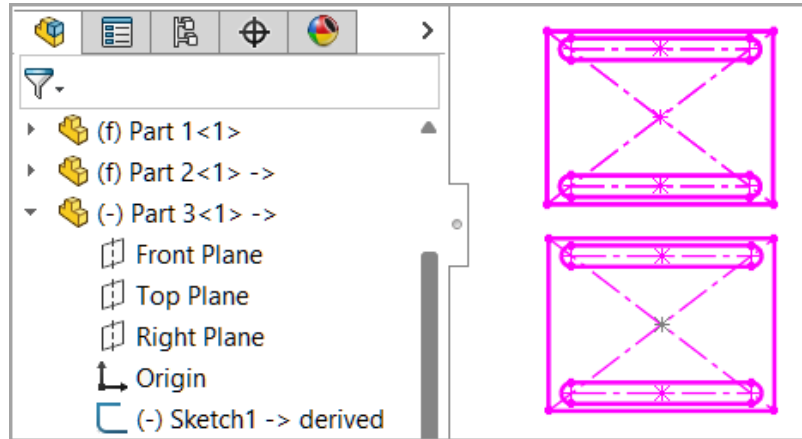 (f) Part 1<1>
(f) Part 2<1> ->
(-) Part 3<1> ->
Front Plane
Top Plane
Right Plane
Origin
(-) Sketch1 -> derived